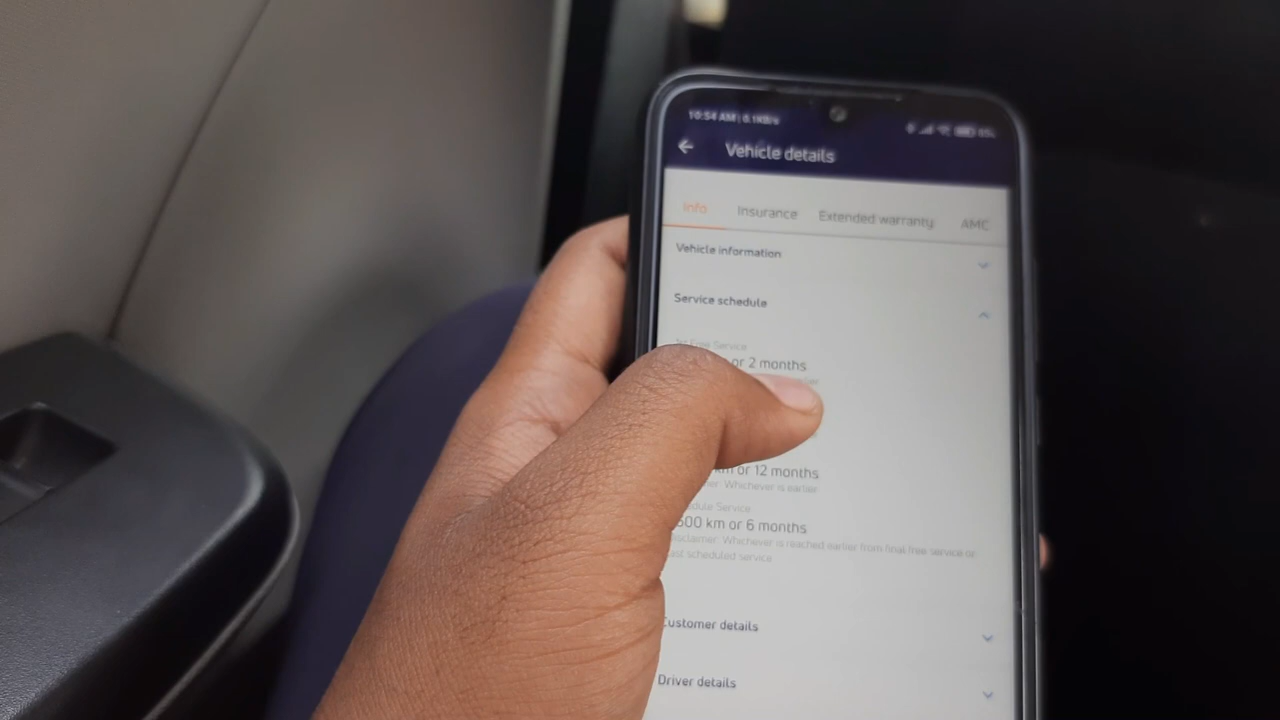 10:54 AM | 0.1KB/s
Vehicle details
Info Insurance Extended warranty AMC
Vehicle information
Service schedule
1st Free Service
or 2 months
km or 12 months
Whichever is earlier
Service
500 km or 6 months
Disclaimer: Whichever is reached earlier from final free service or
last scheduled service
Customer details
Driver details